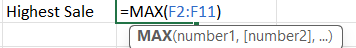 Highest Sale =MAX(F2:F11)
MAX(number1, [number2], ...)